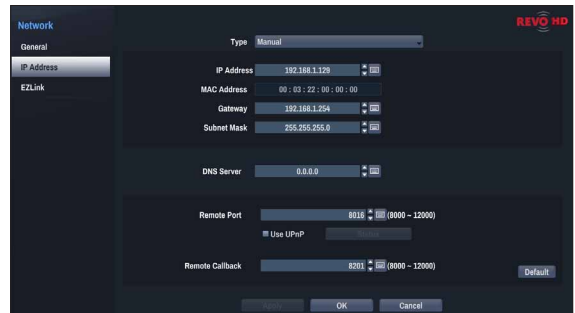 Network
REVO HD
General
Type Manual
IP Address
IP Address 192.168.1.129
EZLink
MAC Address 00 : 03 : 22 : 00 : 00 : 00
Gateway 192.168.1.254
Subnet Mask 255.255.255.0
DNS Server 0.0.0.0
Remote Port 8016 (8000 ~ 12000)
Use UPnP
Remote Callback 8201 (8000 ~ 12000)
Default
Apply OK Cancel